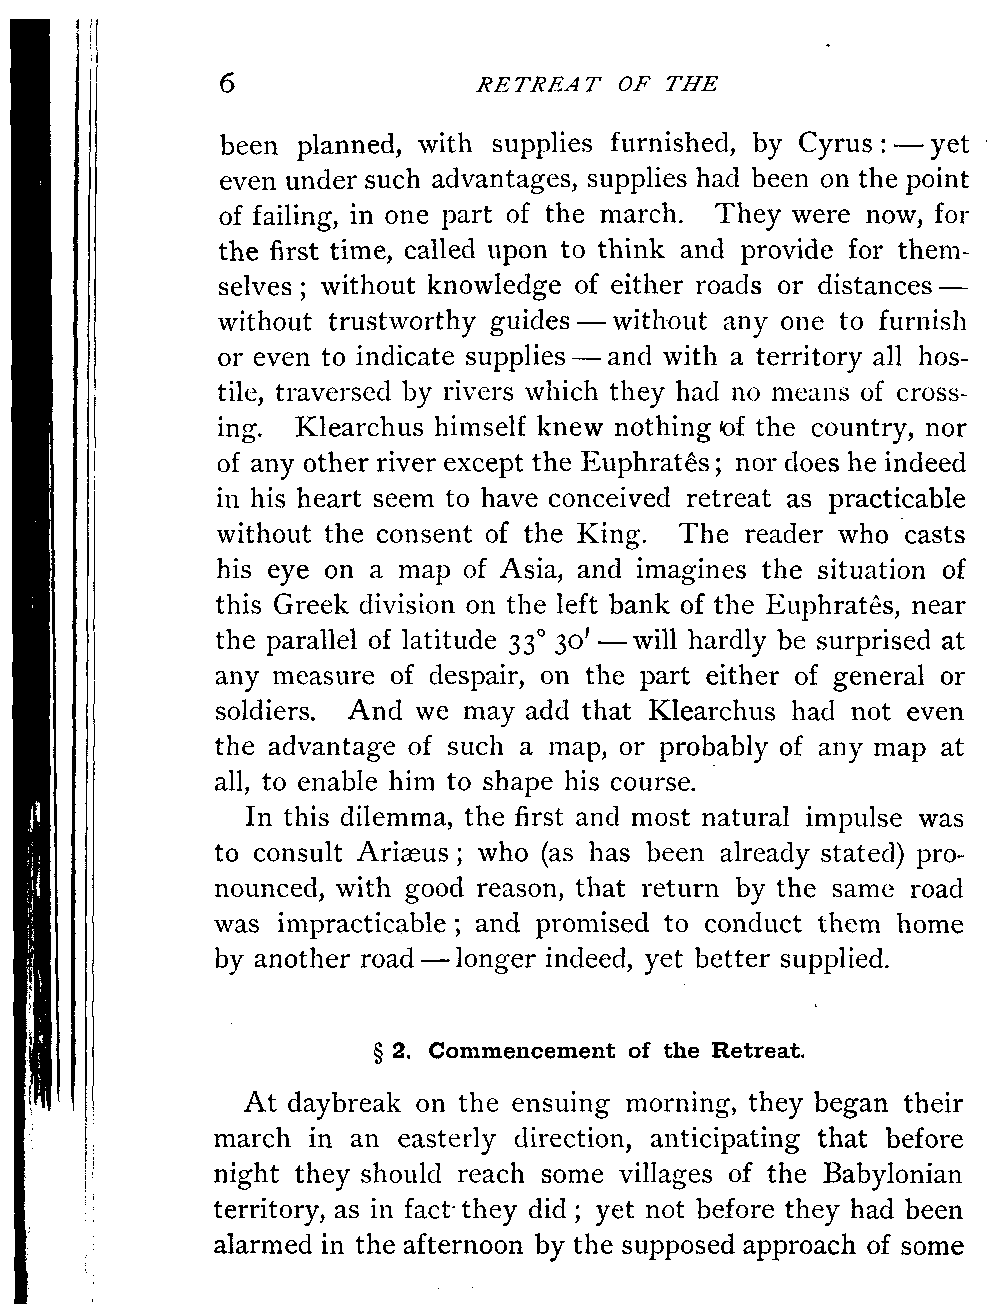 6 RETREAT OF THE
been planned, with supplies furnished, by Cyrus : — yet
even under such advantages, supplies had been on the point
of failing, in one part of the march. They were now, for
the first time, called upon to think and provide for them-
selves ; without knowledge of either roads or distances —
without trustworthy guides — without any one to furnish
or even to indicate supplies — and with a territory all hos-
tile, traversed by rivers which they had no means of cross-
ing. Klearchus himself knew nothing of the country, nor
of any other river except the Euphratês ; nor does he indeed
in his heart seem to have conceived retreat as practicable
without the consent of the King. The reader who casts
his eye on a map of Asia, and imagines the situation of
this Greek division on the left bank of the Euphratês, near
the parallel of latitude 33° 30′ — will hardly be surprised at
any measure of despair, on the part either of general or
soldiers. And we may add that Klearchus had not even
the advantage of such a map, or probably of any map at
all, to enable him to shape his course.
In this dilemma, the first and most natural impulse was
to consult Ariæus ; who (as has been already stated) pro-
nounced, with good reason, that return by the same road
was impracticable ; and promised to conduct them home
by another road — longer indeed, yet better supplied.
§ 2. Commencement of the Retreat.
At daybreak on the ensuing morning, they began their
march in an easterly direction, anticipating that before
night they should reach some villages of the Babylonian
territory, as in fact they did ; yet not before they had been
alarmed in the afternoon by the supposed approach of some